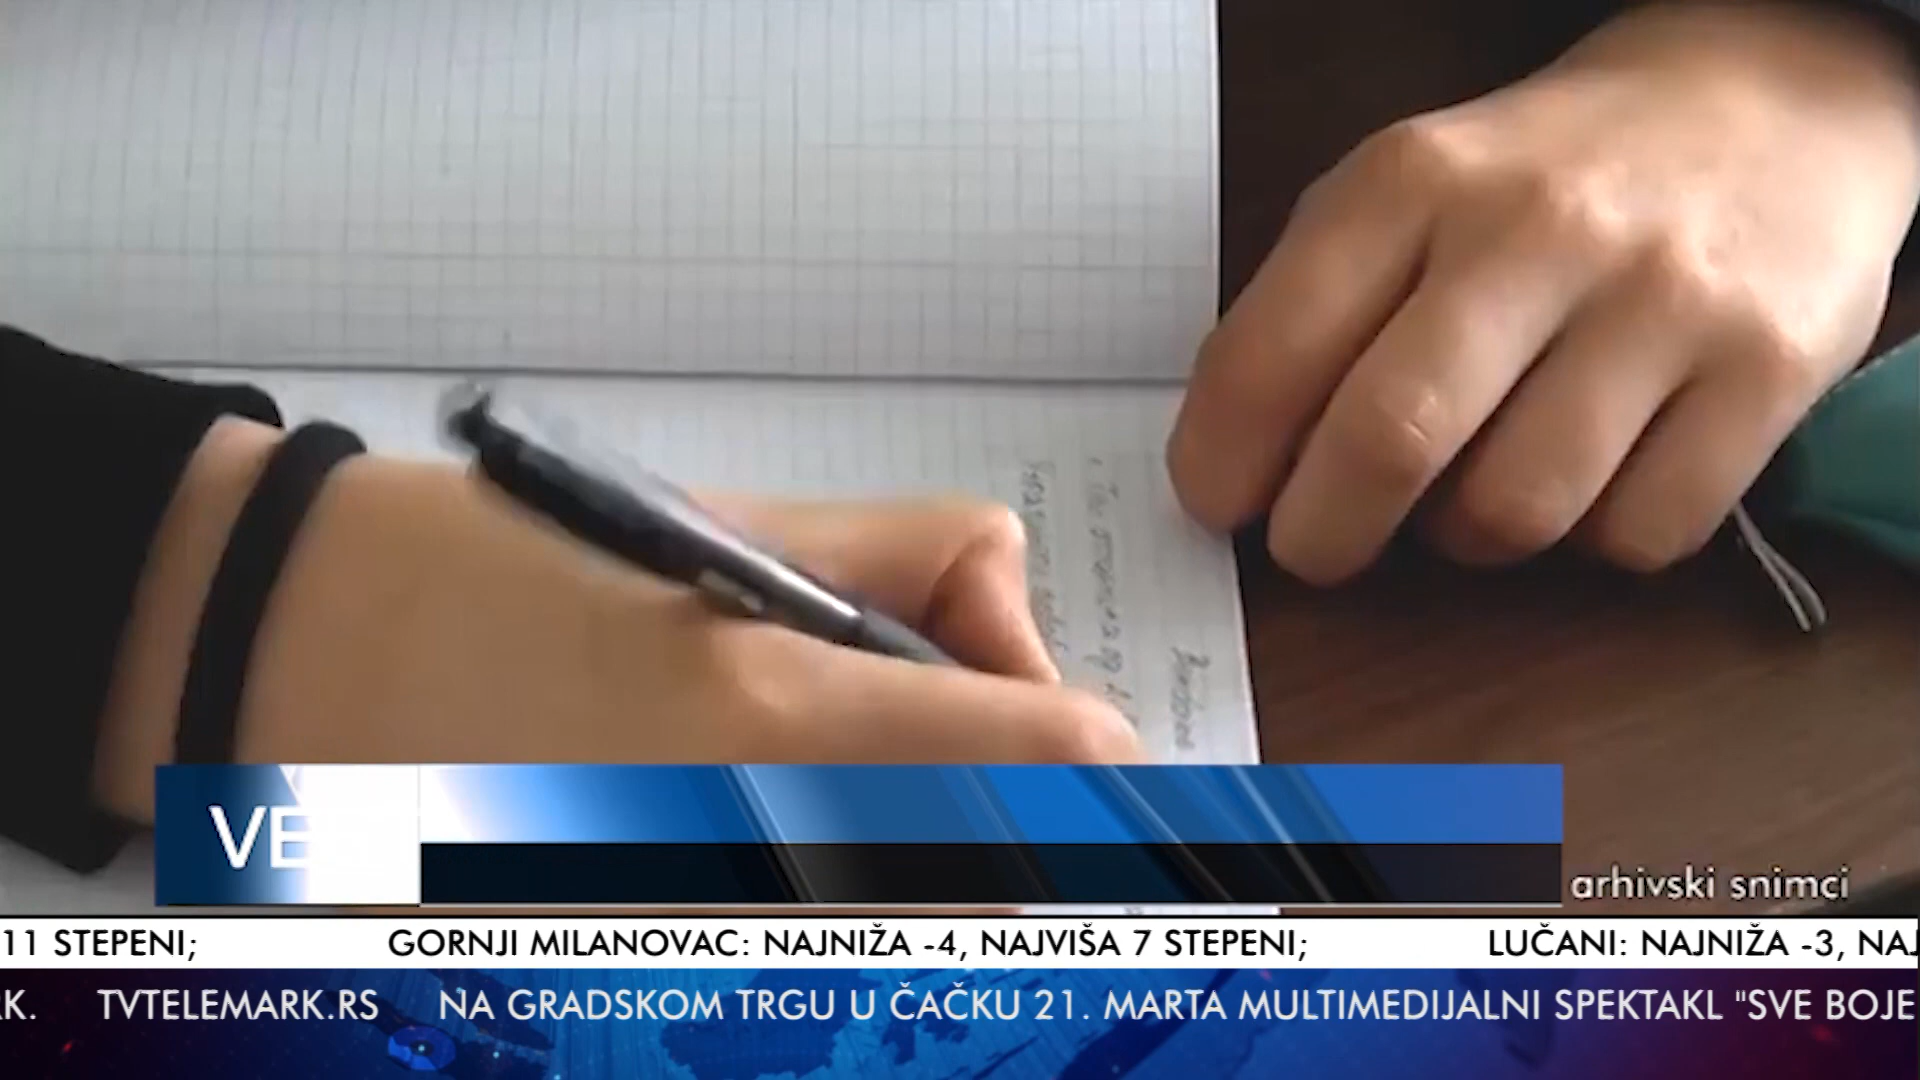 VE
arhivski snimci
11 STEPENI; GORNJI MILANOVAC: NAJNIŽA -4, NAJVIŠA 7 STEPENI; LUČANI: NAJNIŽA -3, NAJ
K. TVTELEMARK.RS NA GRADSKOM TRGU U ČAČKU 21. MARTA MULTIMEDIJALNI SPEKTAKL "SVE BOJE